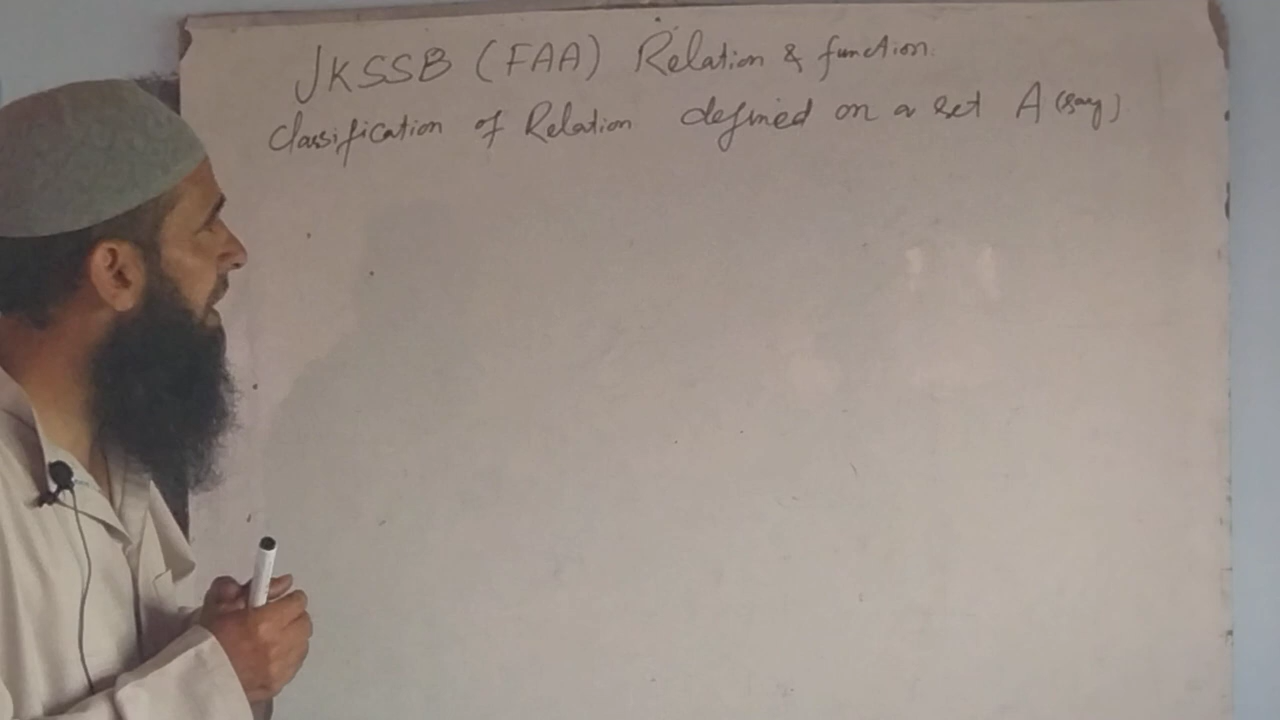 JKSSB (FAA) Relation & function.
Classification of Relation defined on a set A (say)